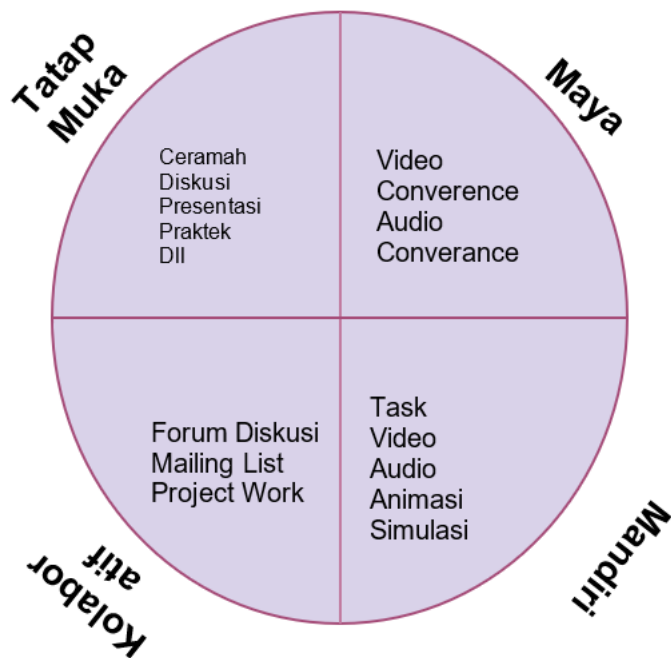 Tatap
Muka
Maya
Ceramah
Diskusi
Presentasi
Praktek
Dll
Video
Converence
Audio
Converance
Forum Diskusi
Mailing List
Project Work
Task
Video
Audio
Animasi
Simulasi
Kolabor
atif
Mandiri